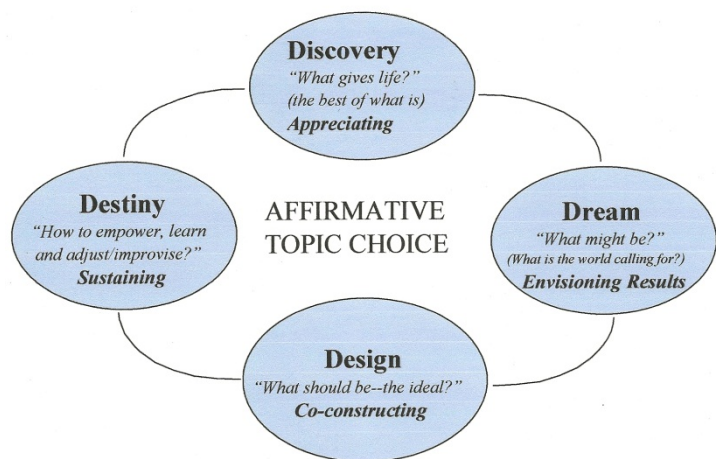 Discovery
“What gives life?”
(the best of what is)
Appreciating
Destiny
“How to empower, learn
and adjust/improvise?”
Sustaining
AFFIRMATIVE
TOPIC CHOICE
Dream
“What might be?”
(What is the world calling for?)
Envisioning Results
Design
“What should be--the ideal?”
Co-constructing